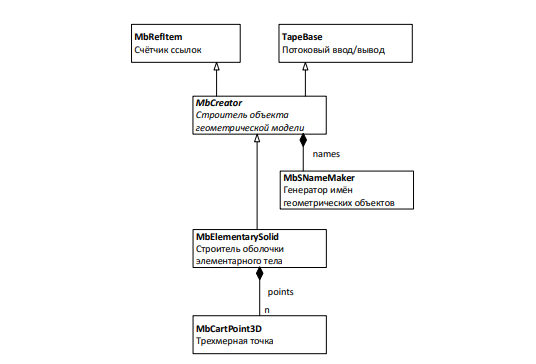 MbRefItem
Счётчик ссылок
TapeBase
Потоковый ввод/вывод
MbCreator
Строитель объекта
геометрической модели
names
MbSNameMaker
Генератор имён
геометрических объектов
MbElementarySolid
Строитель оболочки
элементарного тела
points
n
MbCartPoint3D
Трехмерная точка